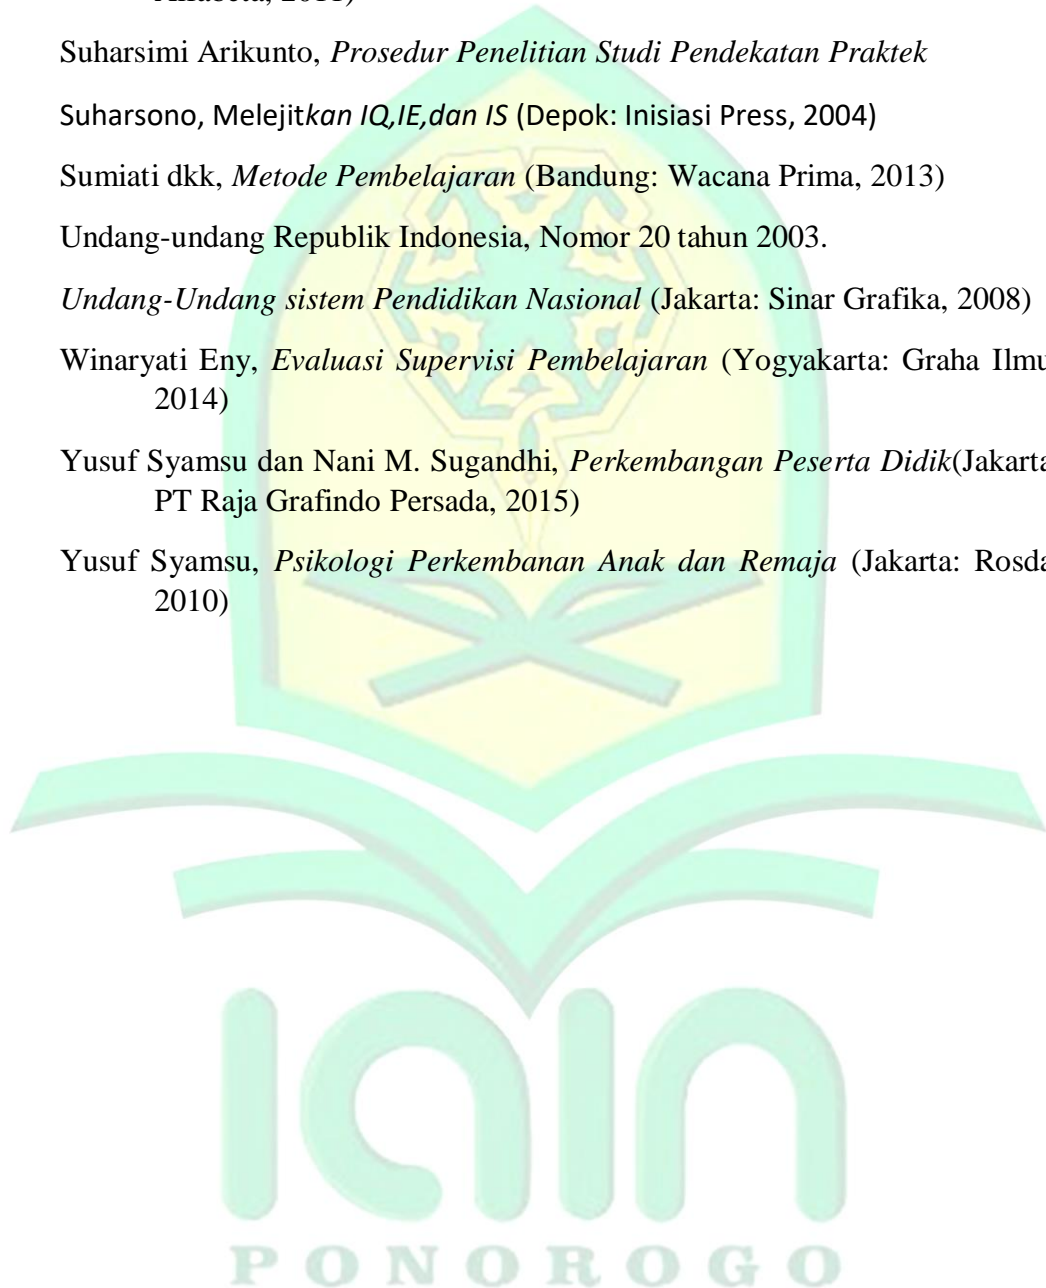 2011)
Suharsimi Arikunto, Prosedur Penelitian Studi Pendekatan Praktek
Suharsono, Melejitkan IQ,IE,dan IS (Depok: Inisiasi Press, 2004)
Sumiati dkk, Metode Pembelajaran (Bandung: Wacana Prima, 2013)
Undang-undang Republik Indonesia, Nomor 20 tahun 2003.
Undang-Undang sistem Pendidikan Nasional (Jakarta: Sinar Grafika, 2008)
Winaryati Eny, Evaluasi Supervisi Pembelajaran (Yogyakarta: Graha Ilmu
2014)
Yusuf Syamsu dan Nani M. Sugandhi, Perkembangan Peserta Didik(Jakarta
PT Raja Grafindo Persada, 2015)
Yusuf Syamsu, Psikologi Perkembanan Anak dan Remaja (Jakarta: Rosda
2010)
IAIN
PONOROGO